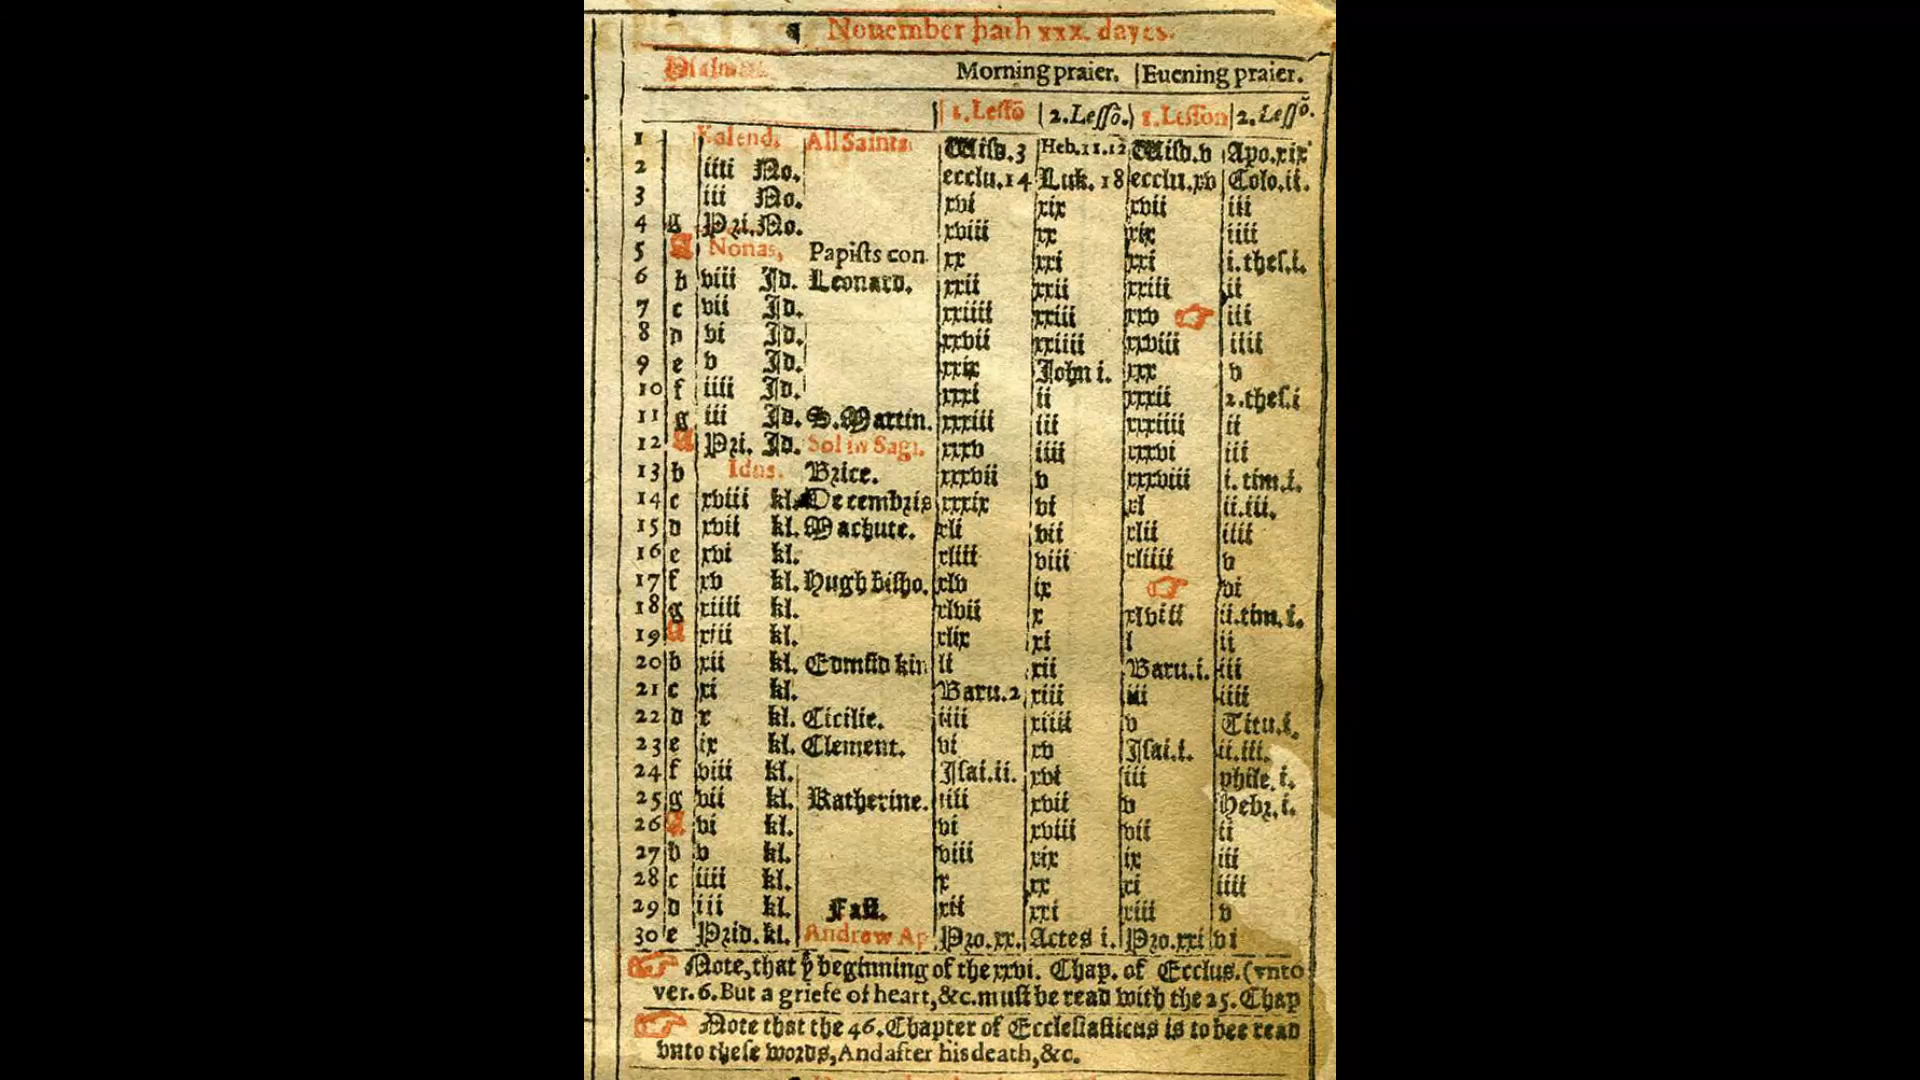 ¶ Nouember hath xxx. dayes.
Psalmes. Morning praier. Euening praier.
1. Lessō 2. Lessō. 1. Lesson 2. Lessō.
1 Kalend. All Saints Wisd. 3 Heb. 11. 12 Wisd. v Apo. xix
2 iiii No. ecclu. 14 Luk. 18 ecclu. xv Colo. ii.
3 iii No. xvi xix xvii iii
4 g Pri. No. xviii xx xix iiii
5 A Nonas, Papists con xx xxi xxi i. thes. i.
6 b viii Id. Leonard. xxii xxii xxiii ii
7 c vii Id. xxiiii xxiii xxv ☞ iii
8 d vi Id. xxvii xxiiii xxviii iiii
9 e v Id. xxix John i. xxx v
10 f iiii Id. xxxi ii xxxii 2. thes. i
11 g iii Id. S. Martin. xxxiii iii xxxiiii ii
12 A Pri. Id. Sol in Sagi. xxxv iiii xxxvi iii
13 b Idus. Brice. xxxvii v xxxviii i. tim. i.
14 c xviii kl. Decembris xxxix vi xl ii. iii.
15 d xvii kl. Machute. xli vii xlii iiii
16 e xvi kl. xliii viii xliiii v
17 f xv kl. Hugh bisho. xlv ix ☞ vi
18 g xiiii kl. xlvii x xlviii ii. tim. i.
19 A xiii kl. xlix xi l ii
20 b xii kl. Edmūd kin li xii Baru. i. iii
21 c xi kl. Baru. 2 xiii iii iiii
22 d x kl. Cicilie. iiii xiiii v Titu. i.
23 e ix kl. Clement. vi xv Isai. i. ii. iii.
24 f viii kl. Isai. ii. xvi iii phile. i.
25 g vii kl. Katherine. iiii xvii v Hebr. i.
26 A vi kl. vi xviii vii ii
27 b v kl. viii xix ix iii
28 c iiii kl. x xx xi iiii
29 d iii kl. Fast. xii xxi xiii v
30 e Prid. kl. Andrew Ap Pro. xx. Actes i. Pro. xxi vi
☞ Note, that yͤ beginning of the xxvi. Chap. of Ecclus. (vnto
ver. 6. But a griefe of heart, &c. must be read with the 25. Chap
☞ Note that the 46. Chapter of Ecclesiasticus is to bee read
vnto these words, And after his death, &c.